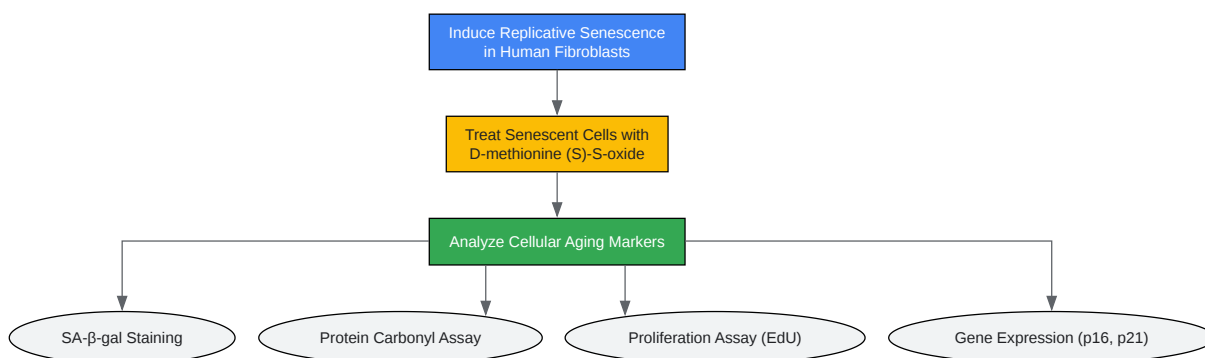 Induce Replicative Senescence
in Human Fibroblasts
Treat Senescent Cells with
D-methionine (S)-S-oxide
Analyze Cellular Aging Markers
SA-β-gal Staining
Protein Carbonyl Assay
Proliferation Assay (EdU)
Gene Expression (p16, p21)